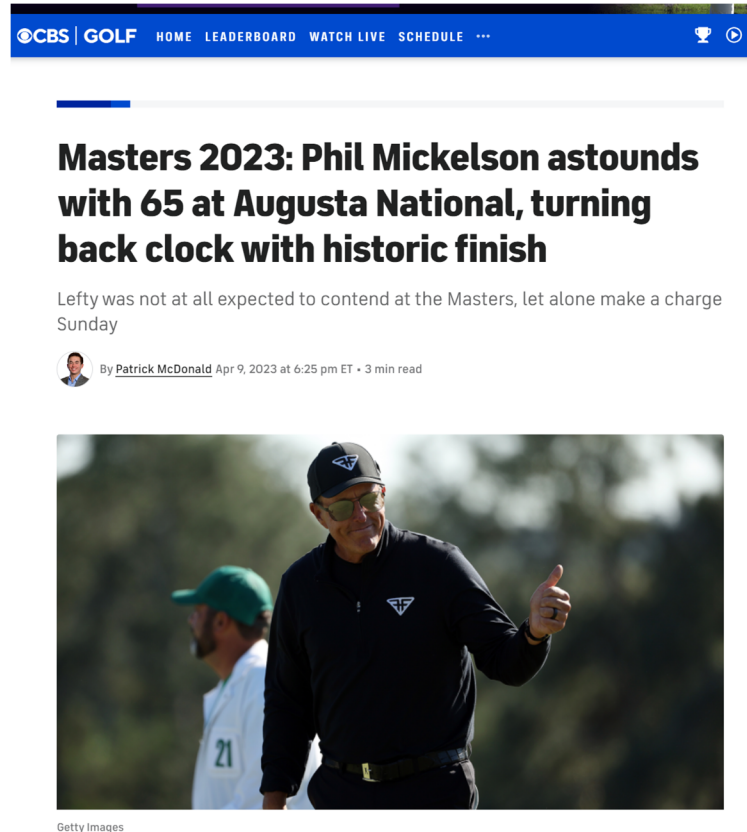 CBS GOLF HOME LEADERBOARD WATCH LIVE SCHEDULE
Masters 2023: Phil Mickelson astounds
with 65 at Augusta National, turning
back clock with historic finish
Lefty was not at all expected to contend at the Masters, let alone make a charge
Sunday
By Patrick McDonald Apr 9, 2023 at 6:25 pm ET • 3 min read
21
Getty Images